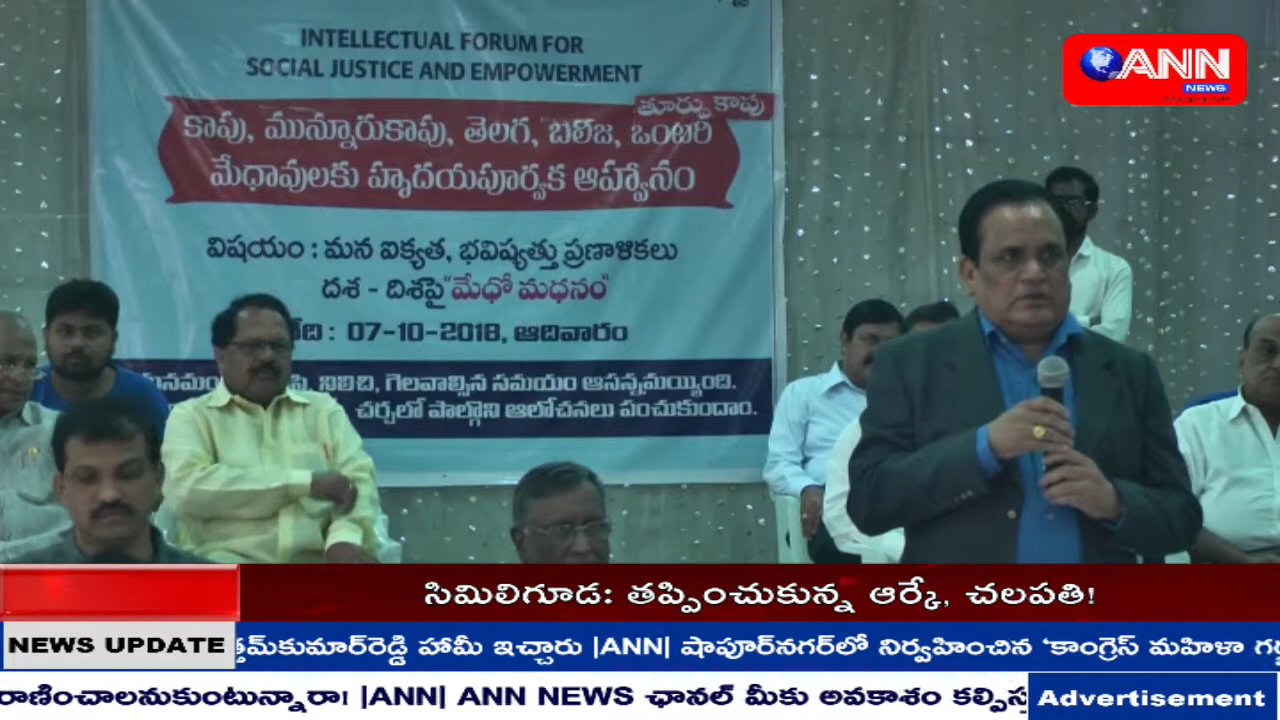 INTELLECTUAL FORUM FOR
SOCIAL JUSTICE AND EMPOWERMENT
తూర్పు కాపు
కాపు, మున్నూరుకాపు, తెలగ, బలిజ, ఒంటరి
మేధావులకు హృదయపూర్వక ఆహ్వానం
విషయం : మన ఐక్యత, భవిష్యత్తు ప్రణాళికలు
దశ - దిశపై "మేధో మధనం"
: 07-10-2018, ఆదివారం
నిలిచి, గెలవాల్సిన సమయం ఆసన్నమయ్యింది.
చర్చలో పాల్గొని ఆలోచనలు పంచుకుందాం.
ANN
NEWS
సిమిలిగూడ: తప్పించుకున్న ఆర్కే, చలపతి!
NEWS UPDATE
త్తమ్‌కుమార్‌రెడ్డి హామీ ఇచ్చారు |ANN| షాపూర్‌నగర్‌లో నిర్వహించిన 'కాంగ్రెస్ మహిళా గ
రాణించాలనుకుంటున్నారా! |ANN| ANN NEWS ఛానల్ మీకు అవకాశం కల్పిస్త
Advertisement